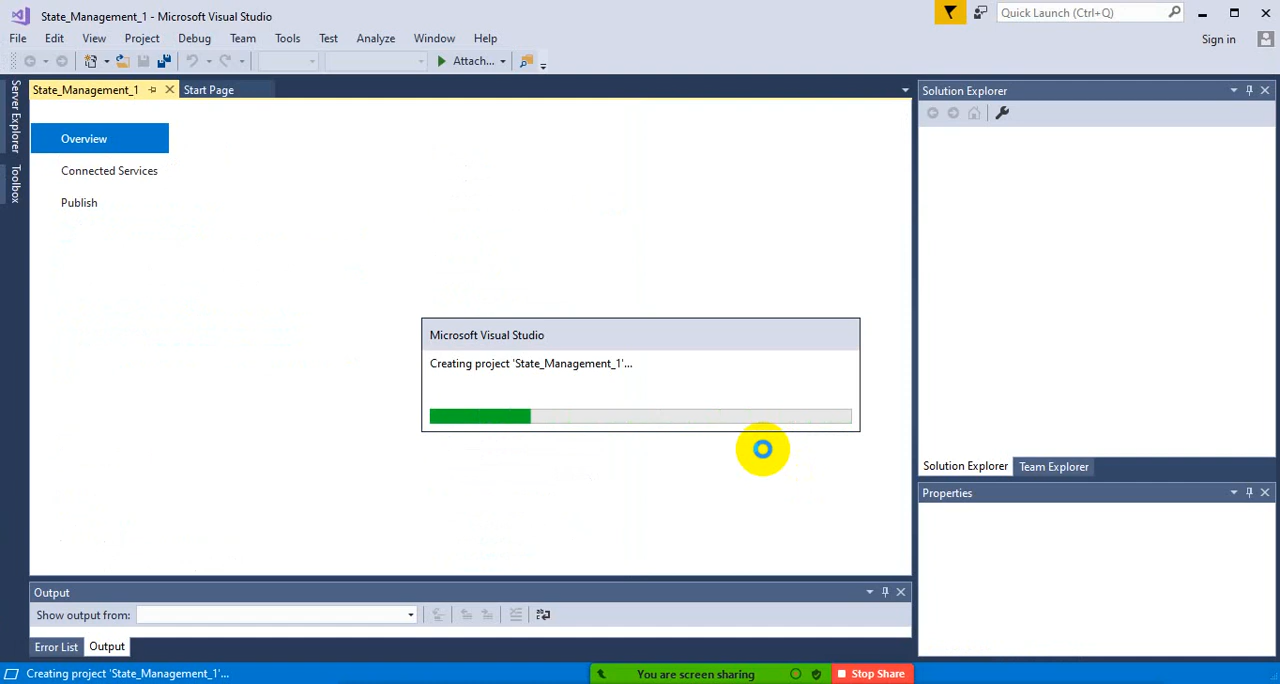 State_Management_1 - Microsoft Visual Studio
Quick Launch (Ctrl+Q)
File Edit View Project Debug Team Tools Test Analyze Window Help
Sign in
Attach...
Server Explorer
Toolbox
State_Management_1
Start Page
Overview
Connected Services
Publish
Microsoft Visual Studio
Creating project 'State_Management_1'...
Solution Explorer
Solution Explorer Team Explorer
Properties
Output
Show output from:
Error List Output
Creating project 'State_Management_1'...
You are screen sharing
Stop Share